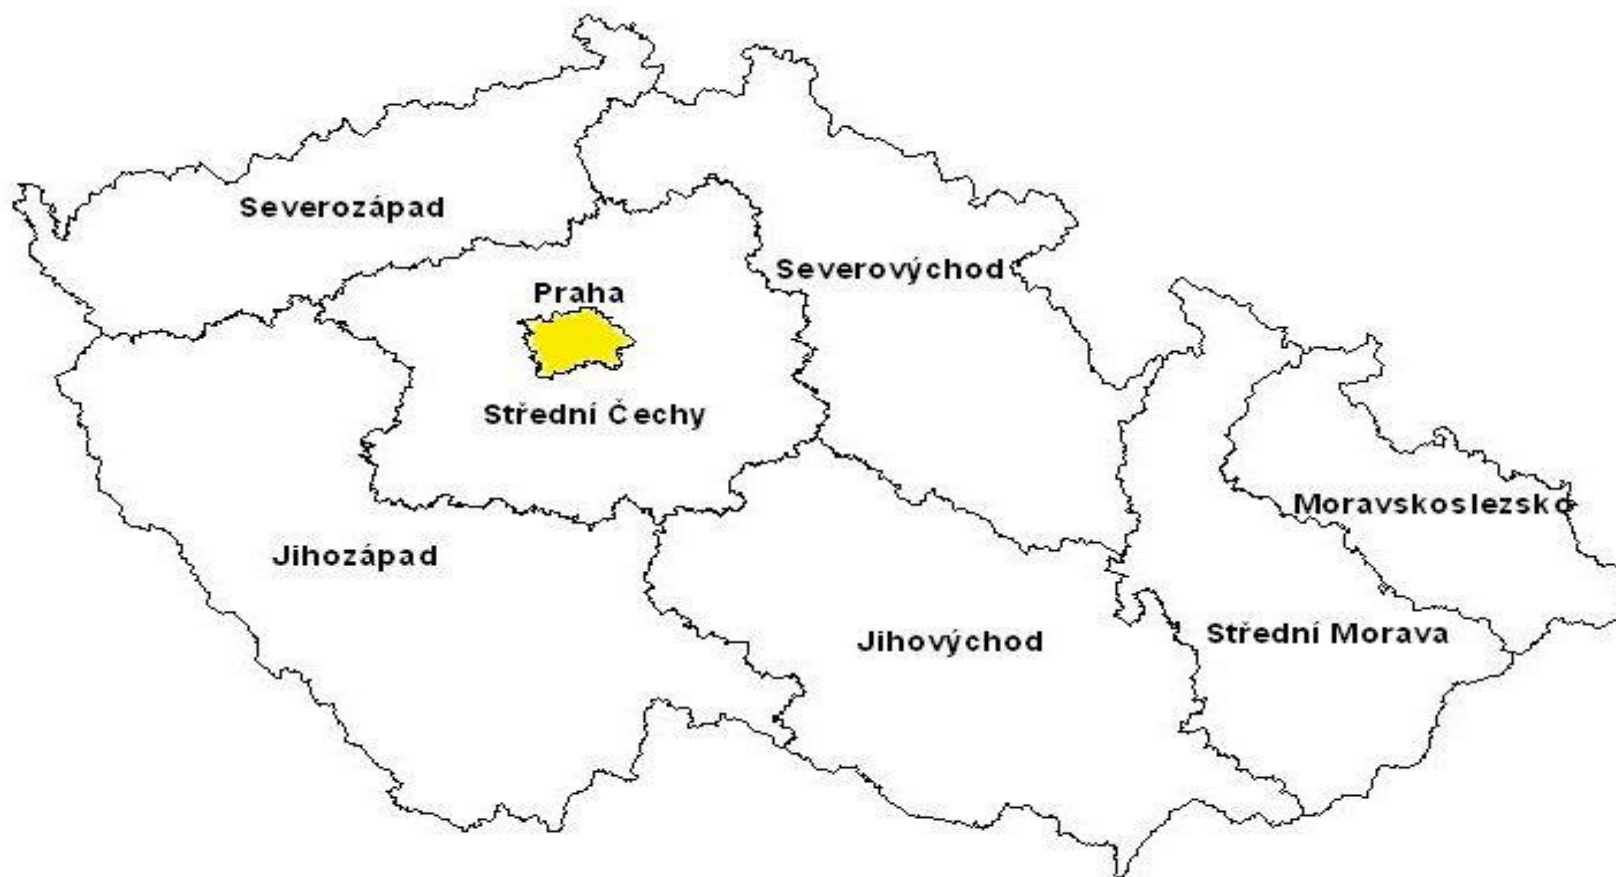 Severozápad
Severovýchod
Praha
Střední Čechy
Moravskoslezsko
Jihozápad
Střední Morava
Jihovýchod